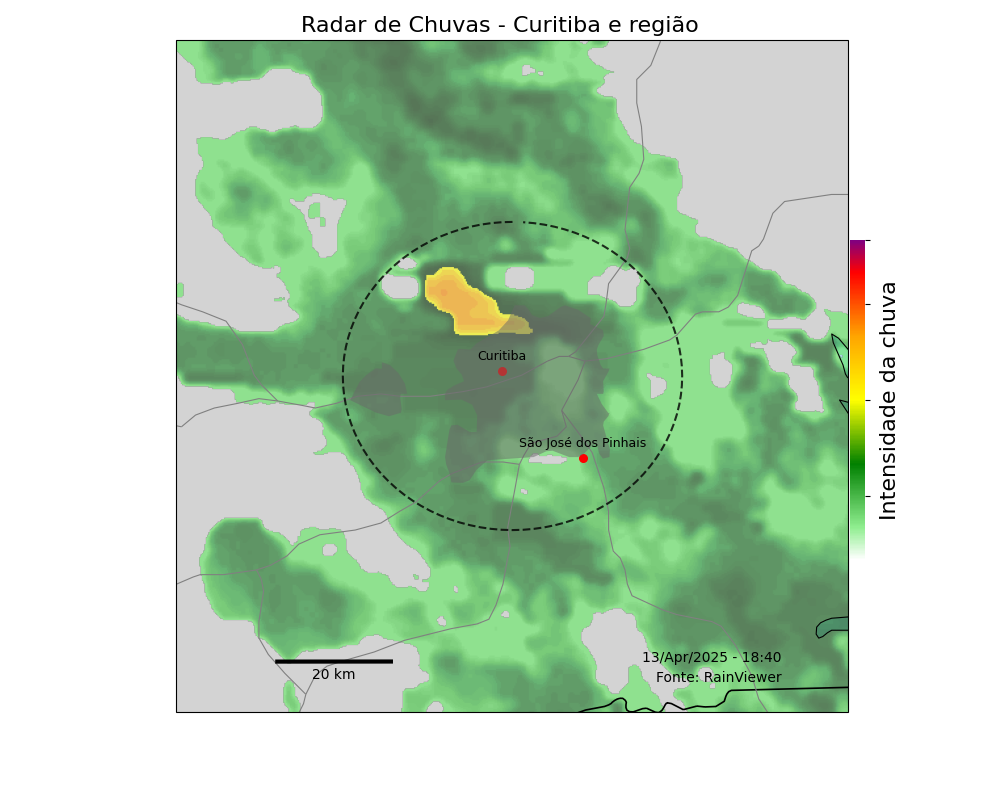 Radar de Chuvas - Curitiba e região
Curitiba
São José dos Pinhais
Intensidade da chuva
13/Apr/2025 - 18:40
Fonte: RainViewer
20 km